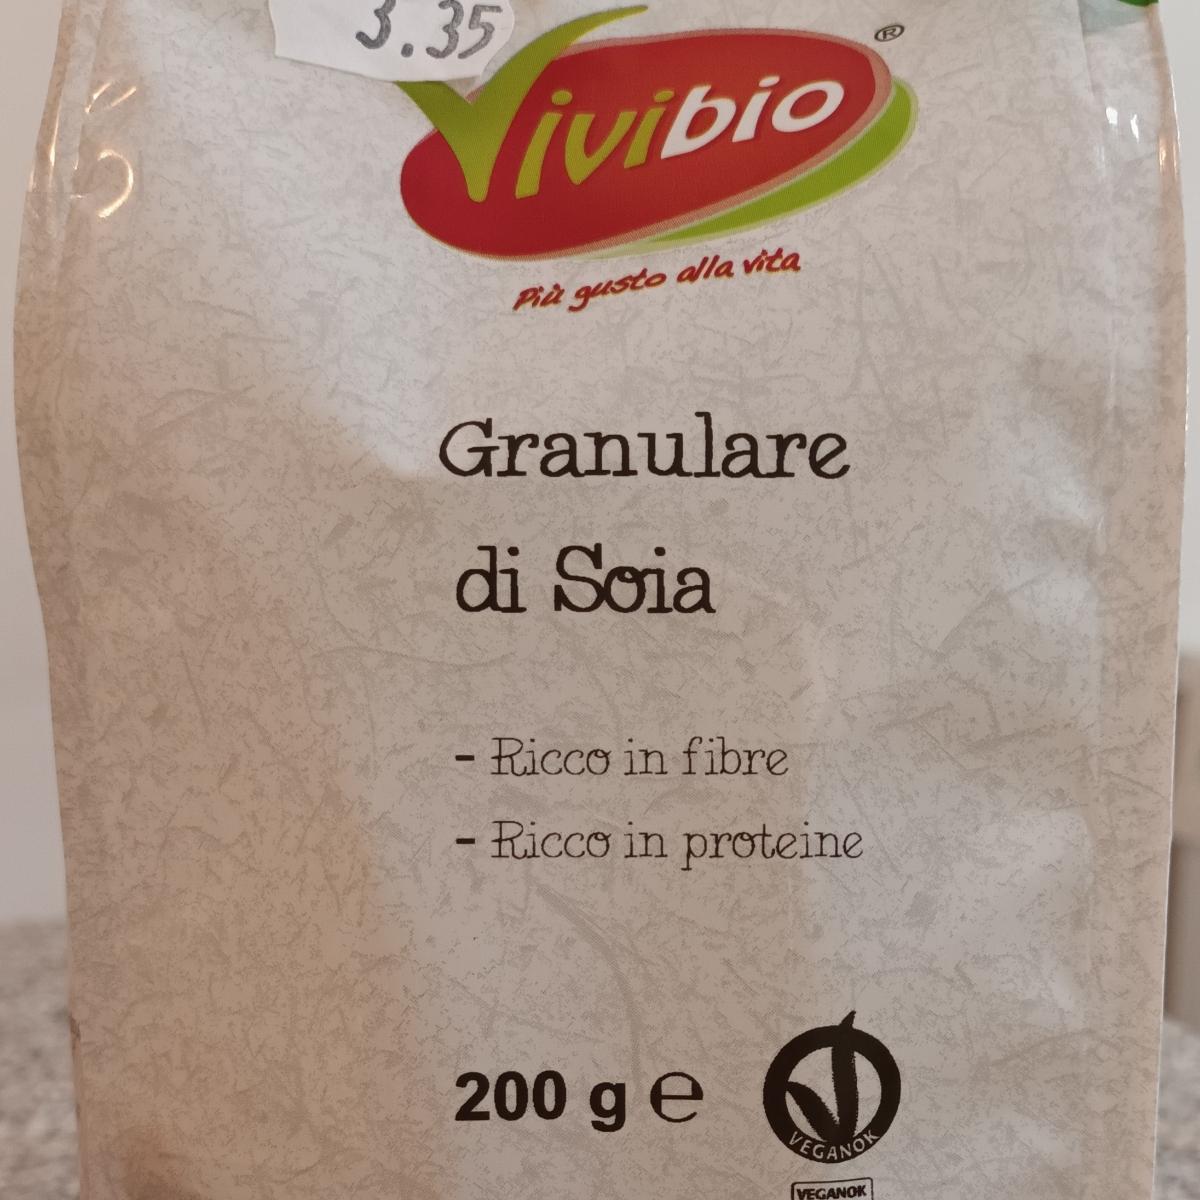 3.35
Vivibio®
Più gusto alla vita
Granulare
di Soia
- Ricco in fibre
- Ricco in proteine
200 g ℮
VEGANOK
VEGANOK